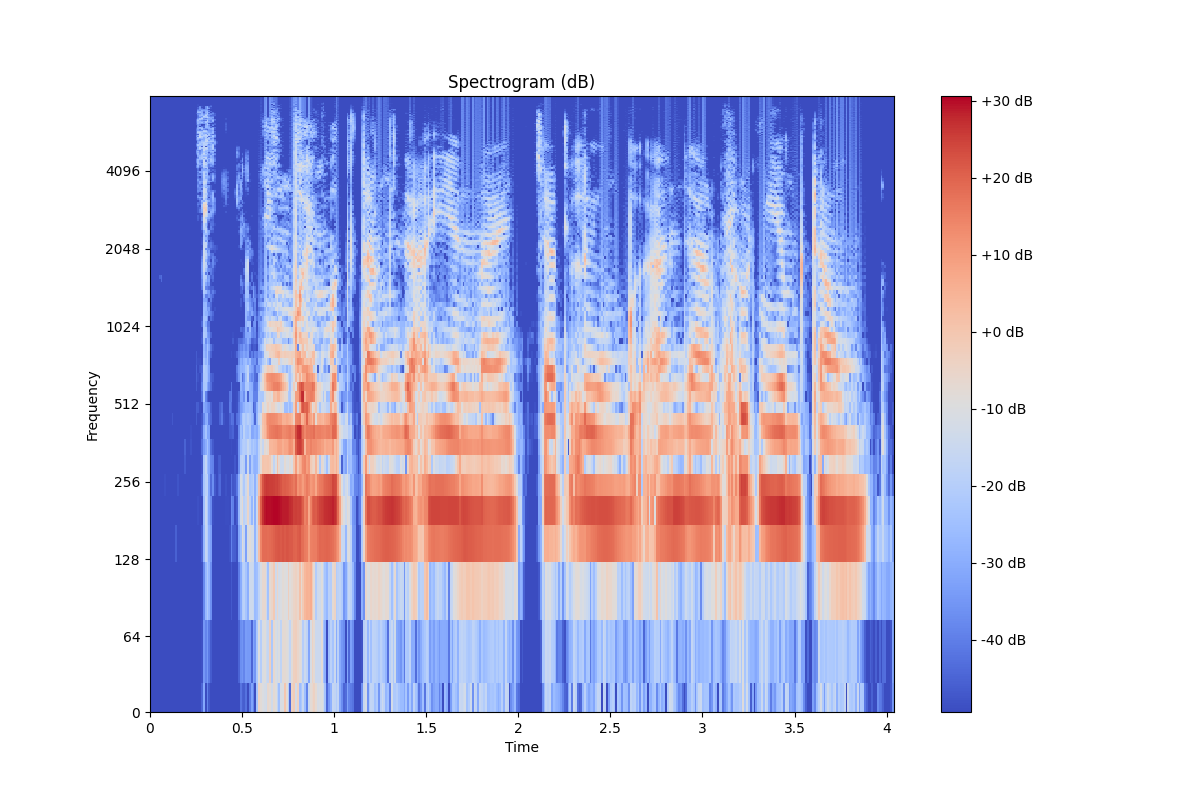 Spectrogram (dB)
+30 dB
+20 dB
+10 dB
+0 dB
-10 dB
-20 dB
-30 dB
-40 dB
4096
2048
1024
512
256
128
64
0
Frequency
0 0.5 1 1.5 2 2.5 3 3.5 4
Time